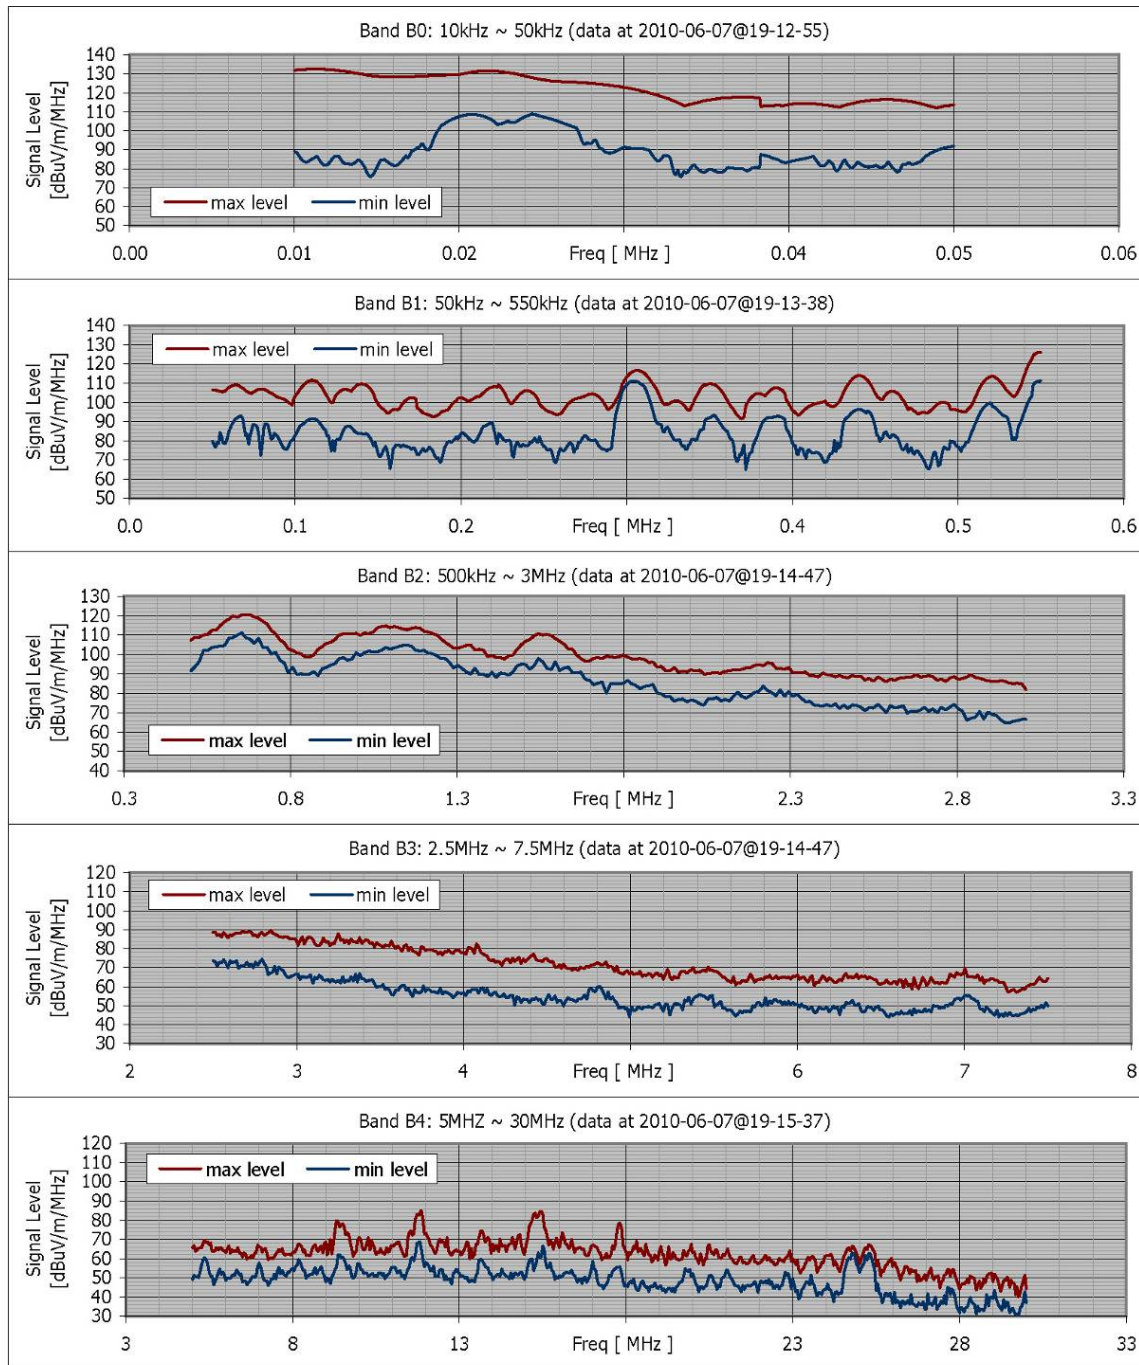 Band B0: 10kHz ~ 50kHz (data at 2010-06-07@19-12-55)
Signal Level
[dBuV/m/MHz]
140
130
120
110
100
90
80
70
60
50
max level min level
0.00 0.01 0.02 Freq [ MHz ] 0.04 0.05 0.06
Band B1: 50kHz ~ 550kHz (data at 2010-06-07@19-13-38)
Signal Level
[dBuV/m/MHz]
140
130
120
110
100
90
80
70
60
50
max level min level
0.0 0.1 0.2 Freq [ MHz ] 0.4 0.5 0.6
Band B2: 500kHz ~ 3MHz (data at 2010-06-07@19-14-47)
Signal Level
[dBuV/m/MHz]
130
120
110
100
90
80
70
60
50
40
max level min level
0.3 0.8 1.3 Freq [ MHz ] 2.3 2.8 3.3
Band B3: 2.5MHz ~ 7.5MHz (data at 2010-06-07@19-14-47)
Signal Level
[dBuV/m/MHz]
120
110
100
90
80
70
60
50
40
30
max level min level
2 3 4 Freq [ MHz ] 6 7 8
Band B4: 5MHZ ~ 30MHz (data at 2010-06-07@19-15-37)
Signal Level
[dBuV/m/MHz]
120
110
100
90
80
70
60
50
40
30
max level min level
3 8 13 Freq [ MHz ] 23 28 33